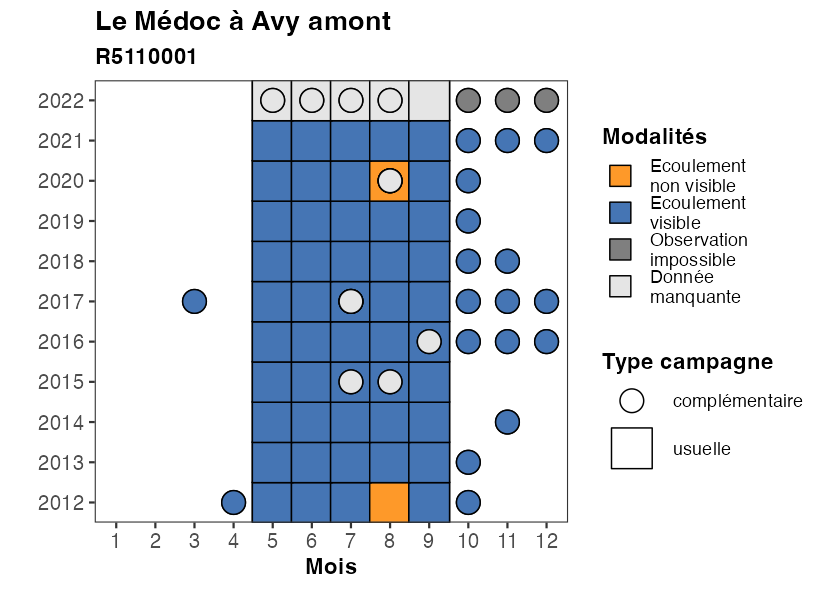 Le Médoc à Avy amont
R5110001
2022
2021
2020
2019
2018
2017
2016
2015
2014
2013
2012
1 2 3 4 5 6 7 8 9 10 11 12
Mois
Modalités
Ecoulement
non visible
Ecoulement
visible
Observation
impossible
Donnée
manquante
Type campagne
complémentaire
usuelle